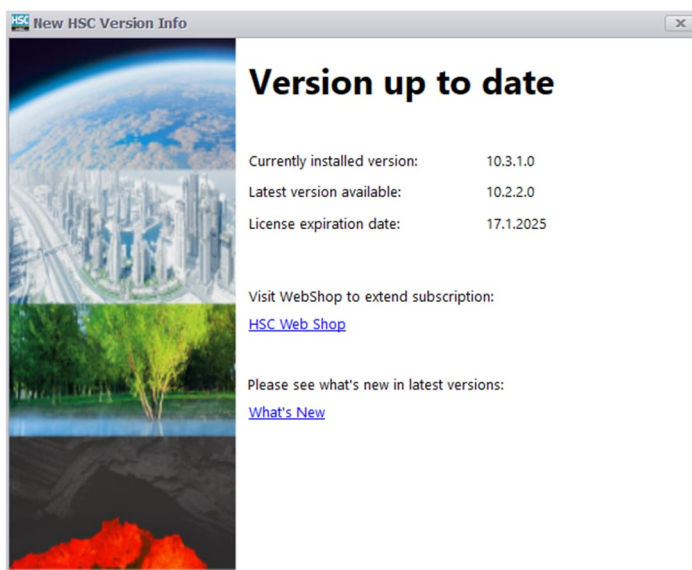 HSC New HSC Version Info
Version up to date
Currently installed version: 10.3.1.0
Latest version available: 10.2.2.0
License expiration date: 17.1.2025
Visit WebShop to extend subscription:
HSC Web Shop
Please see what's new in latest versions:
What's New